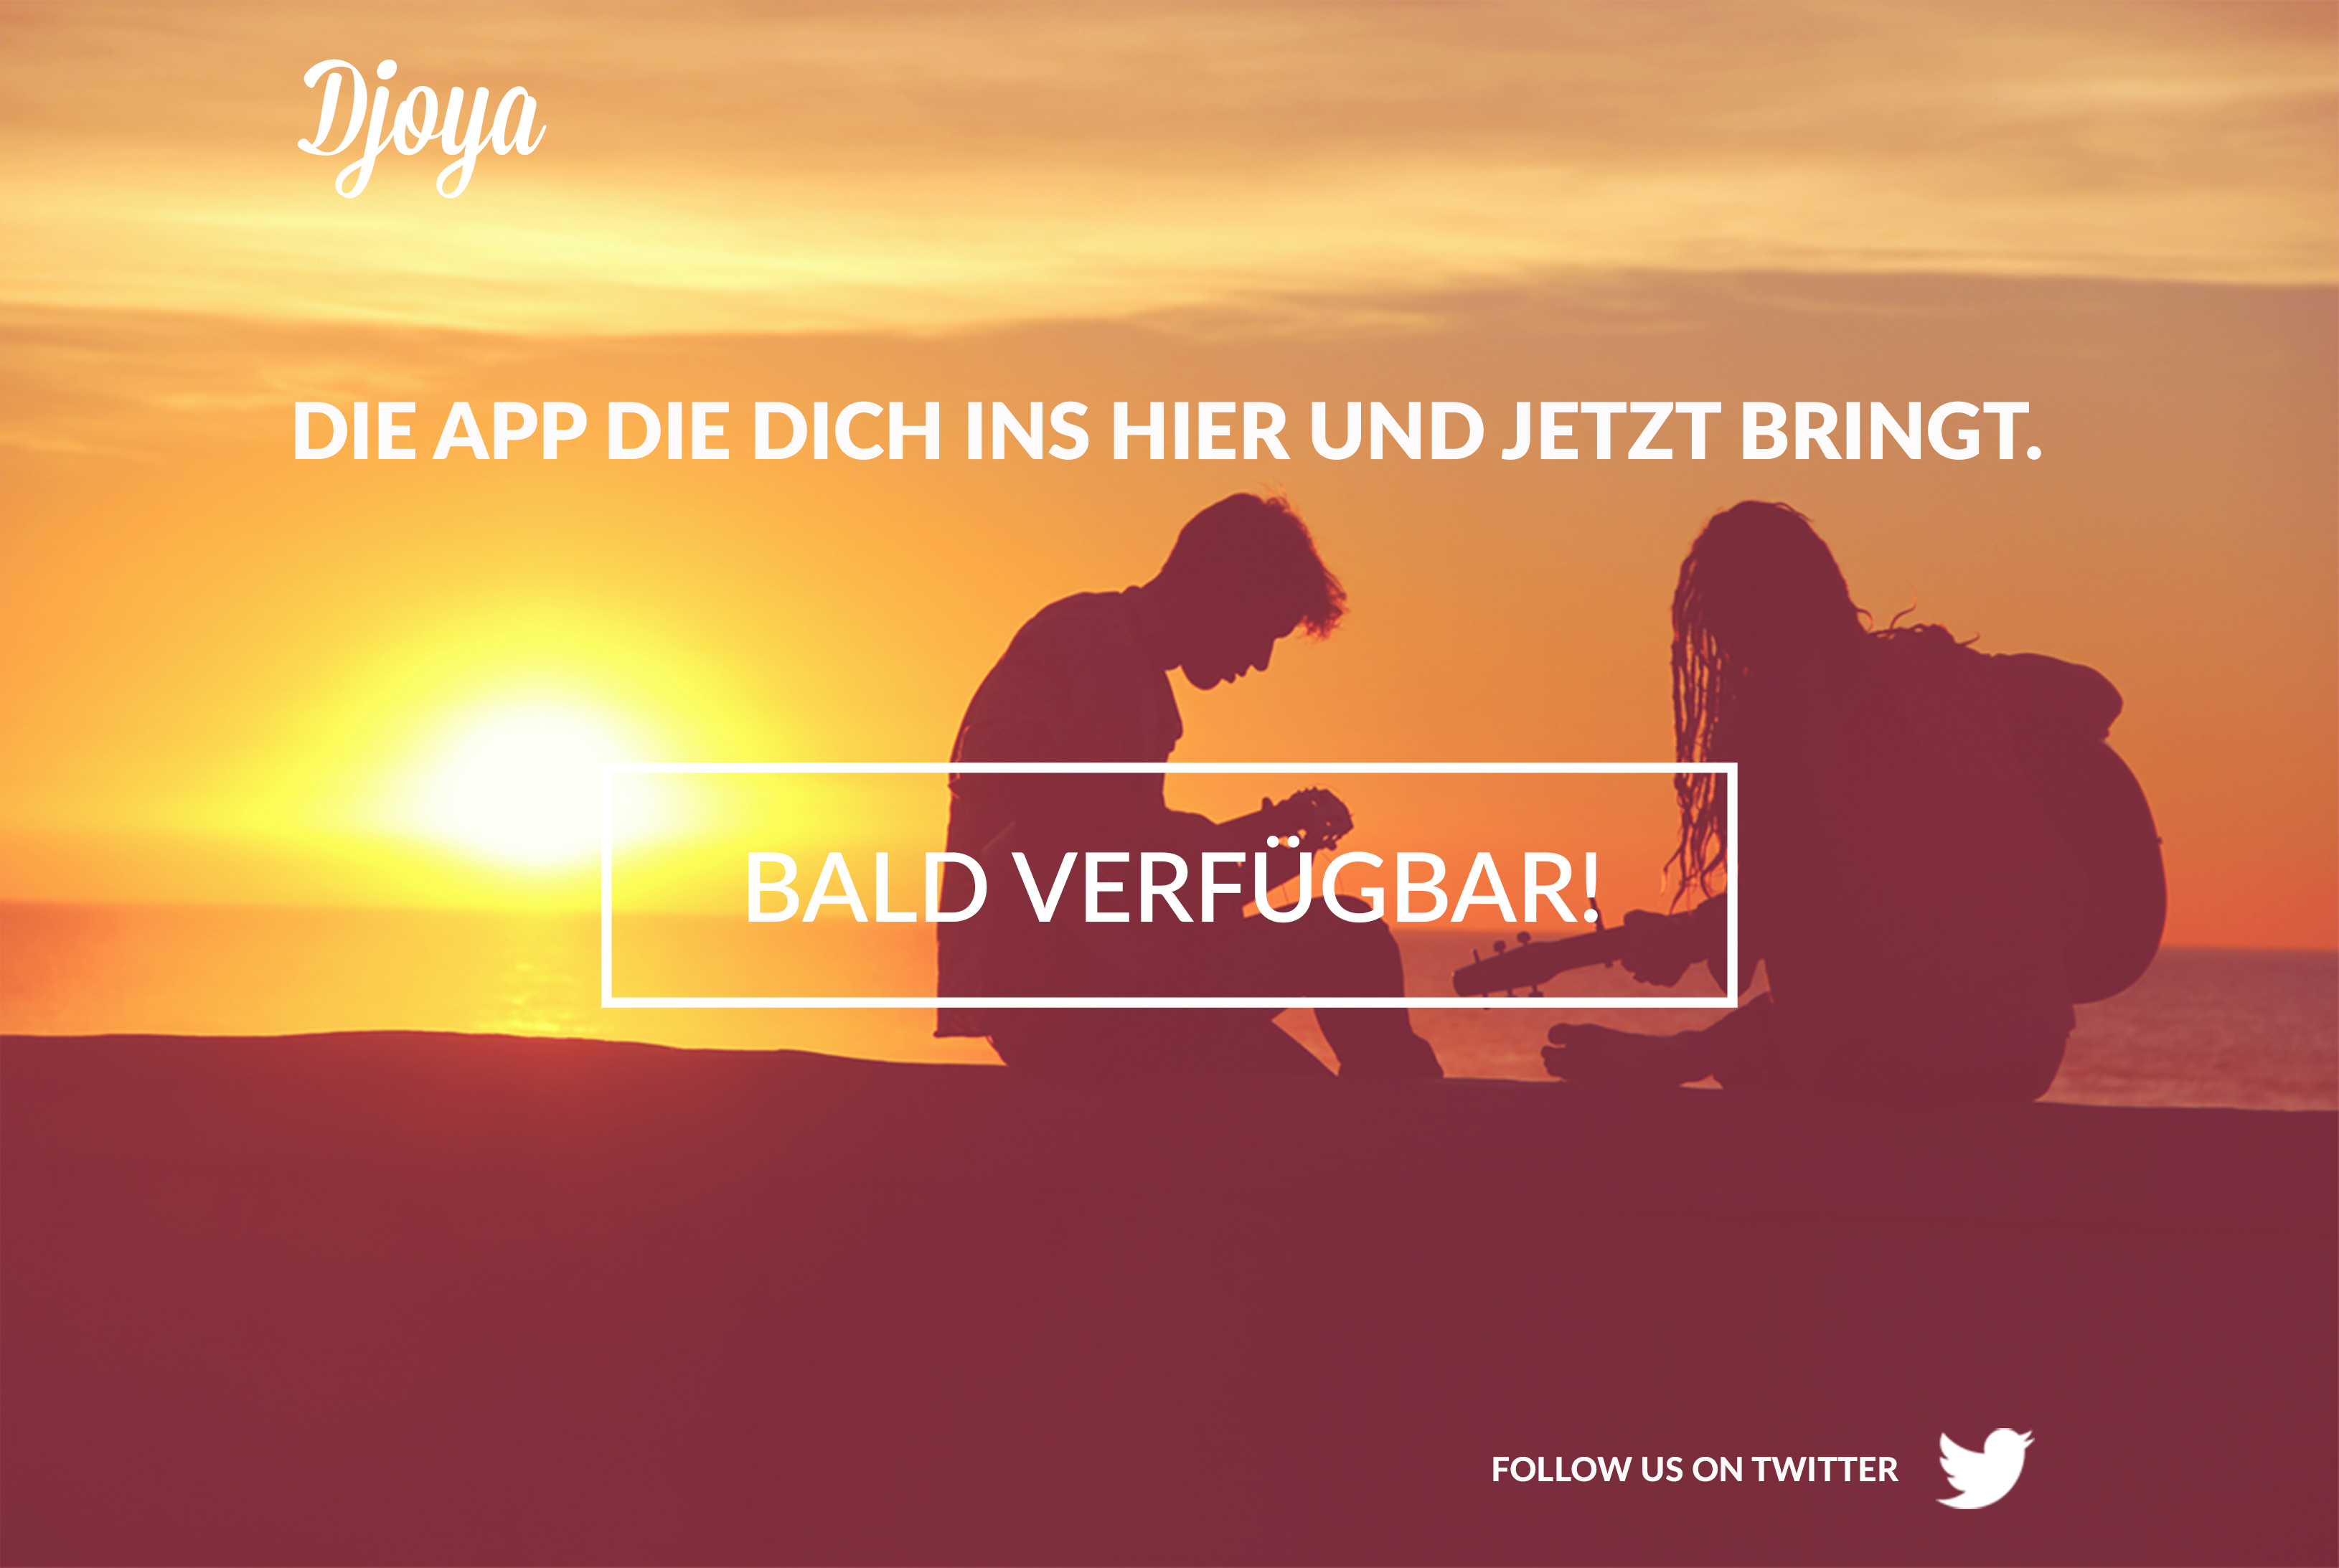 Djoya
DIE APP DIE DICH INS HIER UND JETZT BRINGT.
BALD VERFÜGBAR!
FOLLOW US ON TWITTER